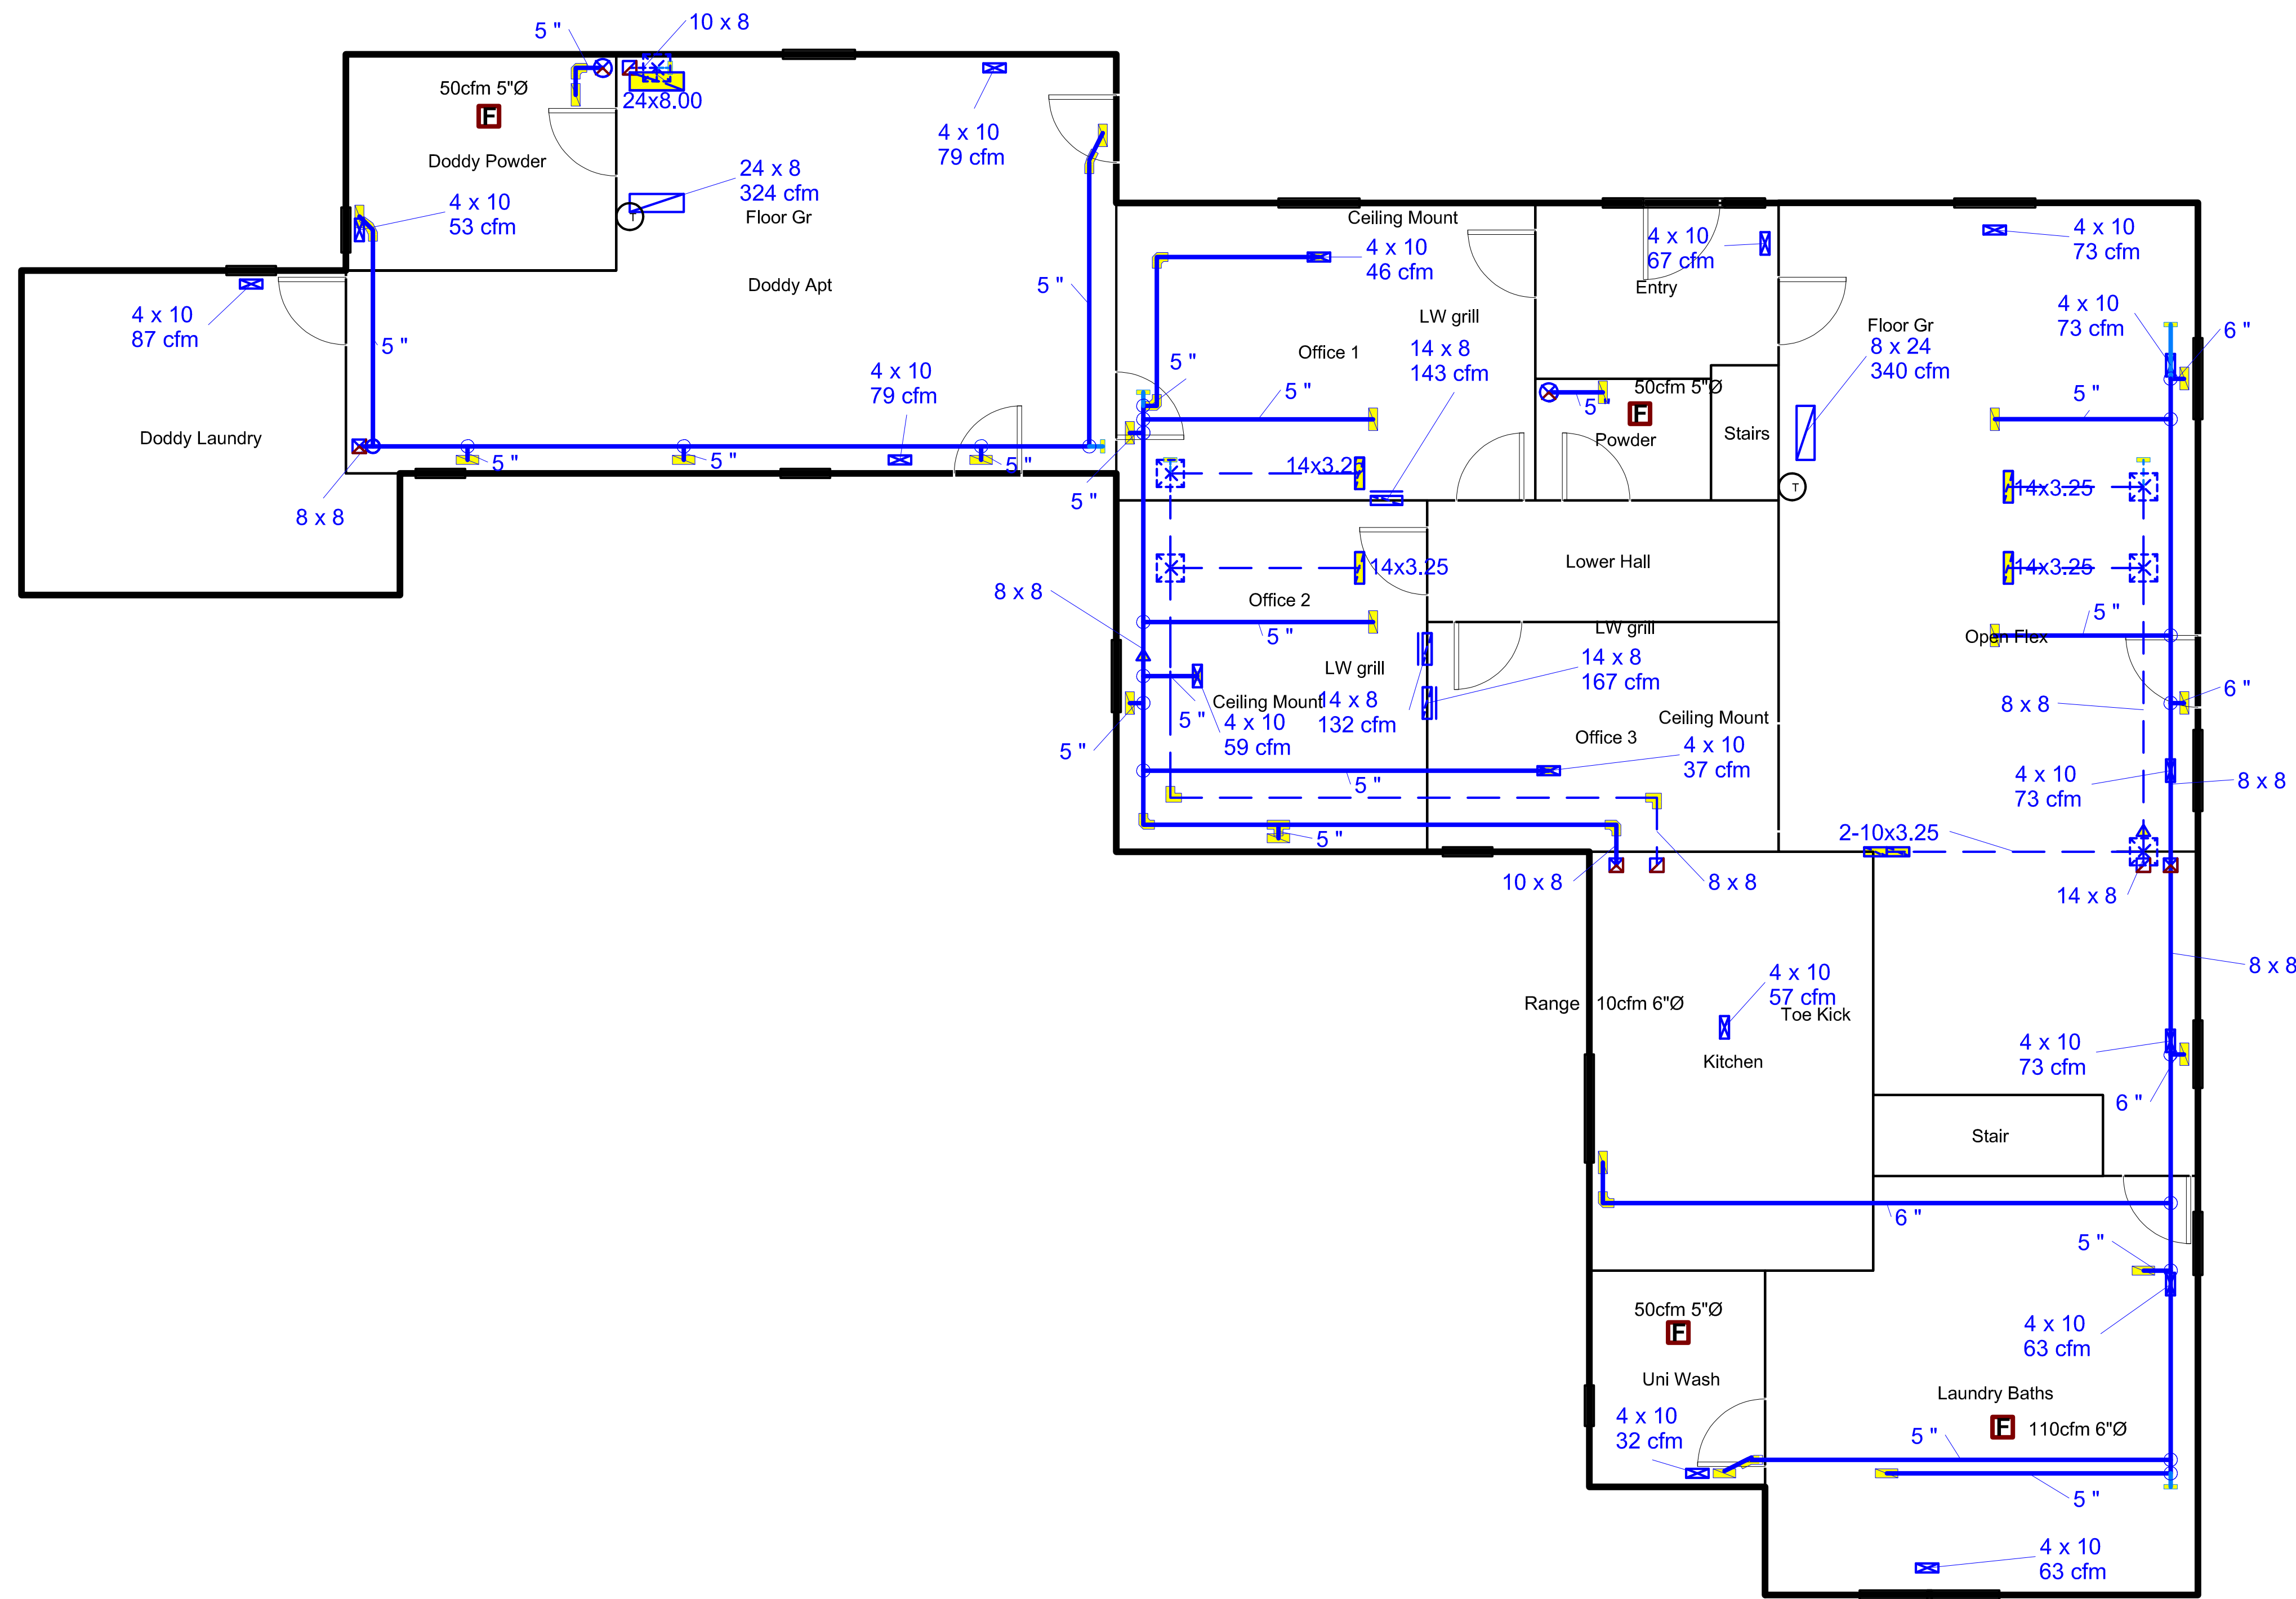 10 x 8
5 "
50cfm 5"Ø
F
24x8.00
4 x 10
79 cfm
Doddy Powder
24 x 8
324 cfm
T
Floor Gr
4 x 10
53 cfm
Doddy Apt
4 x 10
87 cfm
5 "
5 "
4 x 10
79 cfm
Doddy Laundry
5 "
5 "
5 "
8 x 8
Ceiling Mount
4 x 10
46 cfm
4 x 10
67 cfm
Entry
4 x 10
73 cfm
LW grill
Office 1
14 x 8
143 cfm
5 "
5 "
Floor Gr
8 x 24
340 cfm
4 x 10
73 cfm
6 "
50cfm 5"Ø
5 "
F
Powder
Stairs
5 "
14x3.25
5 "
T
14x3.25
14x3.25
14x3.25
Lower Hall
8 x 8
Office 2
5 "
LW grill
5 "
Open Flex
LW grill
14 x 8
167 cfm
Ceiling Mount
14 x 8
132 cfm
5 "
4 x 10
59 cfm
5 "
Ceiling Mount
Office 3
4 x 10
37 cfm
6 "
8 x 8
4 x 10
73 cfm
8 x 8
5 "
5 "
2-10x3.25
10 x 8
8 x 8
14 x 8
8 x 8
4 x 10
57 cfm
Toe Kick
Range
10cfm 6"Ø
Kitchen
4 x 10
73 cfm
6 "
Stair
6 "
5 "
50cfm 5"Ø
F
4 x 10
63 cfm
Uni Wash
Laundry Baths
4 x 10
32 cfm
F
110cfm 6"Ø
5 "
5 "
4 x 10
63 cfm